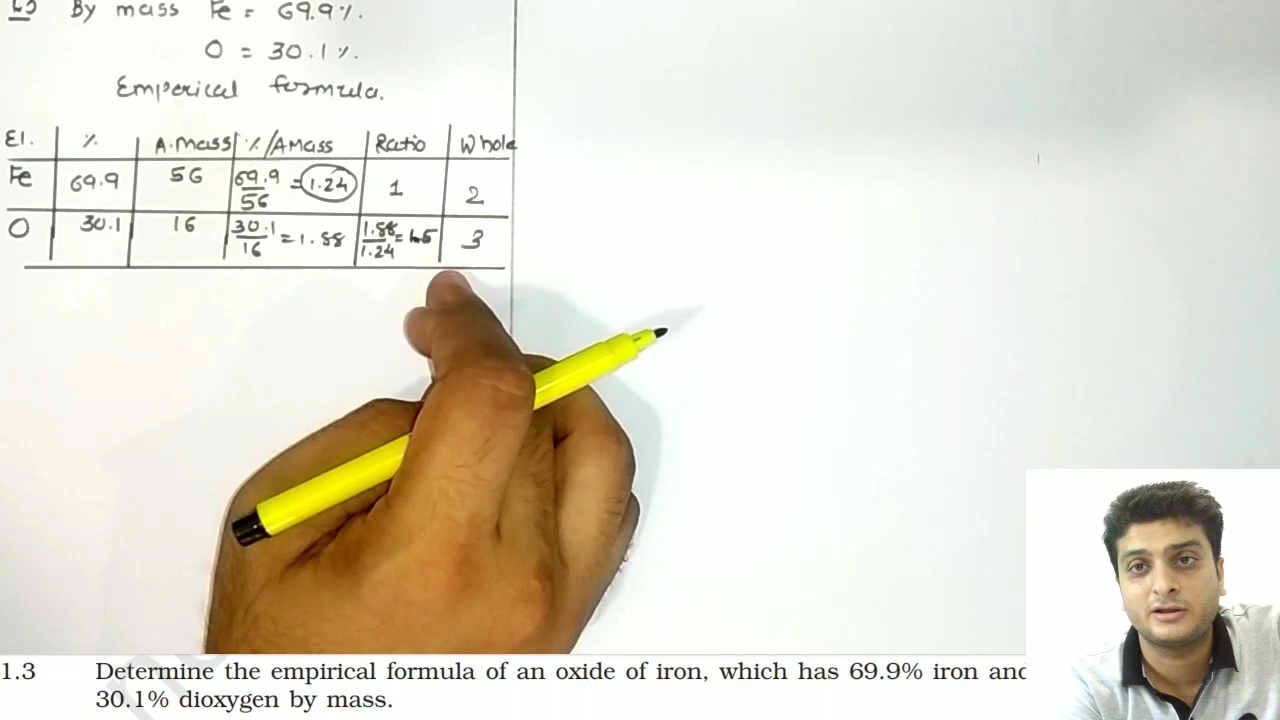 By mass Fe = 69.9%.
O = 30.1%.
Emperical formula.
El. % A.Mass %/AMass Ratio Whole
Fe 69.9 56 69.9/56 = 1.24 1 2
O 30.1 16 30.1/16 = 1.88 1.88/1.24 = 1.5 3
1.3 Determine the empirical formula of an oxide of iron, which has 69.9% iron and
30.1% dioxygen by mass.